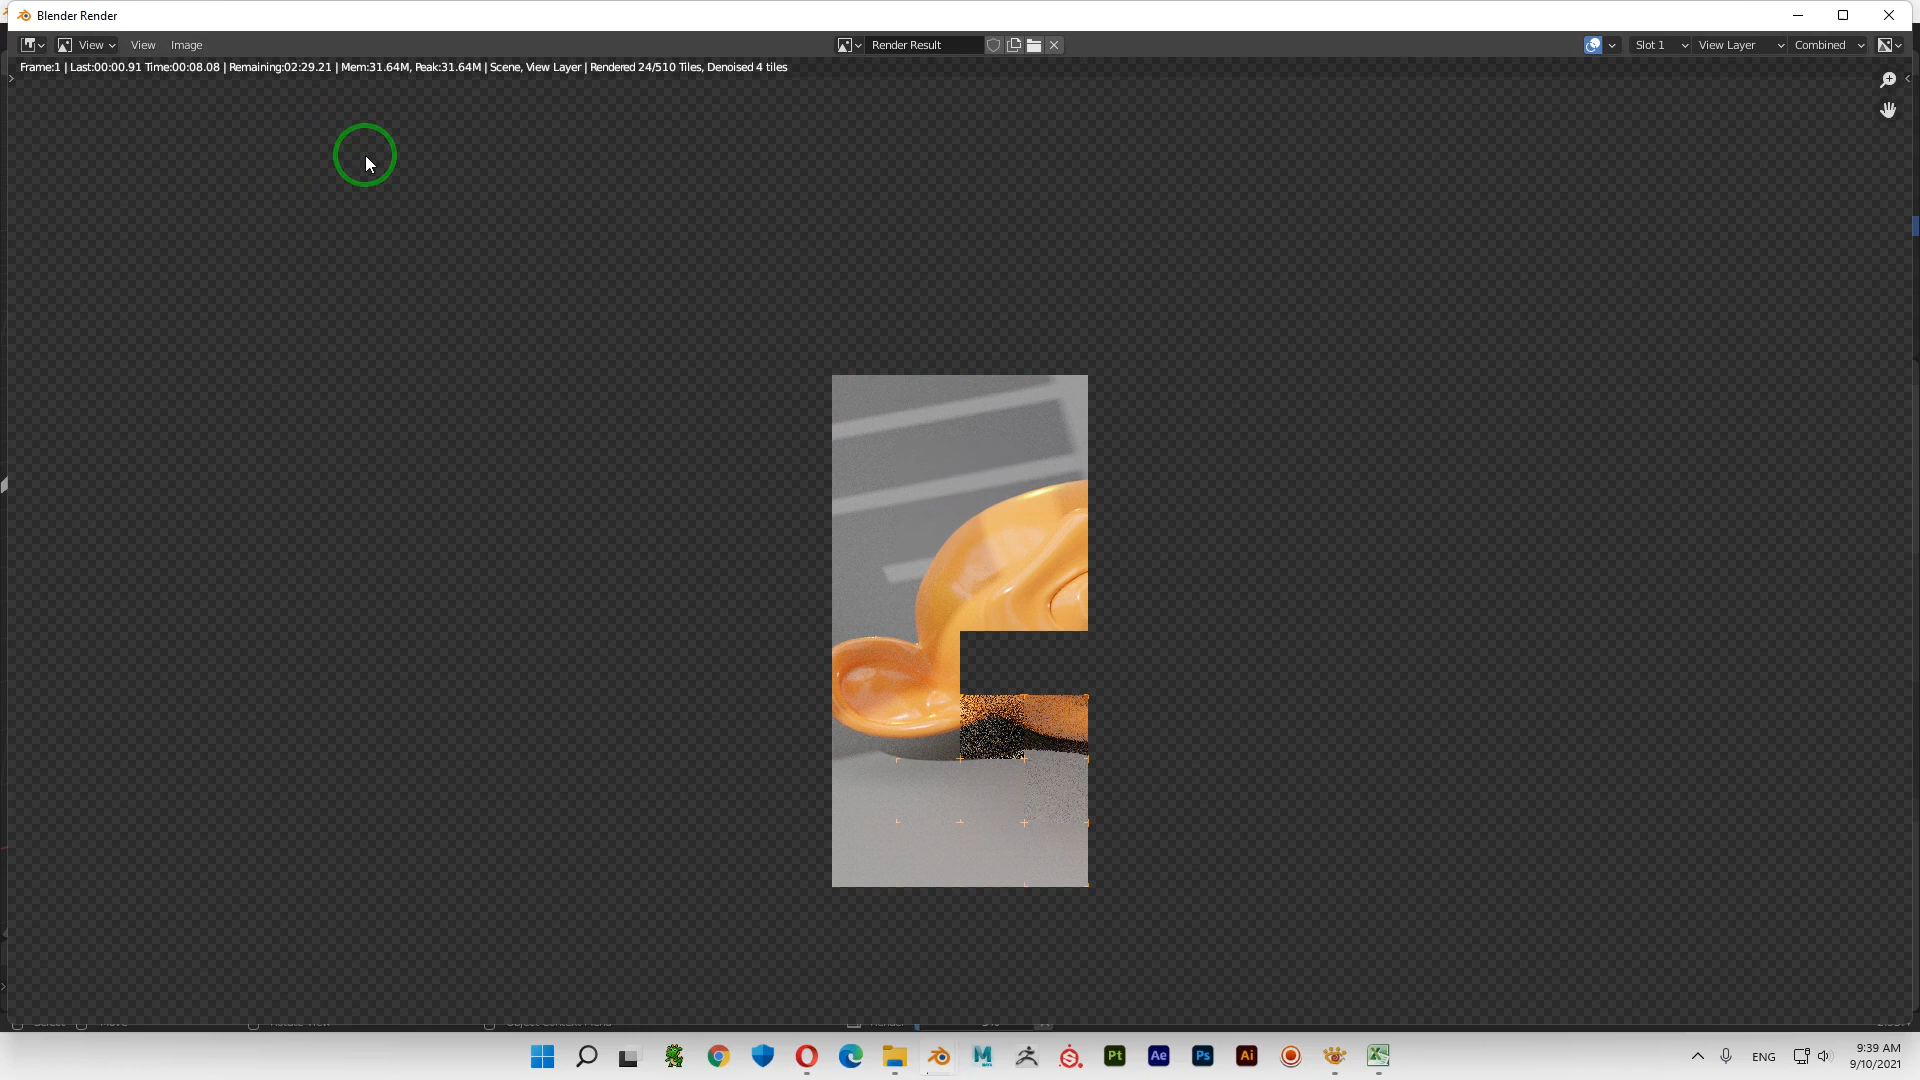 Blender Render
View View Image Render Result Slot 1 View Layer Combined
Frame:1 | Last:00:00.91 Time:00:08.08 | Remaining:02:29.21 | Mem:31.64M, Peak:31.64M | Scene, View Layer | Rendered 24/510 Tiles, Denoised 4 tiles
Pt Ae Ps Ai
ENG
9:39 AM
9/10/2021